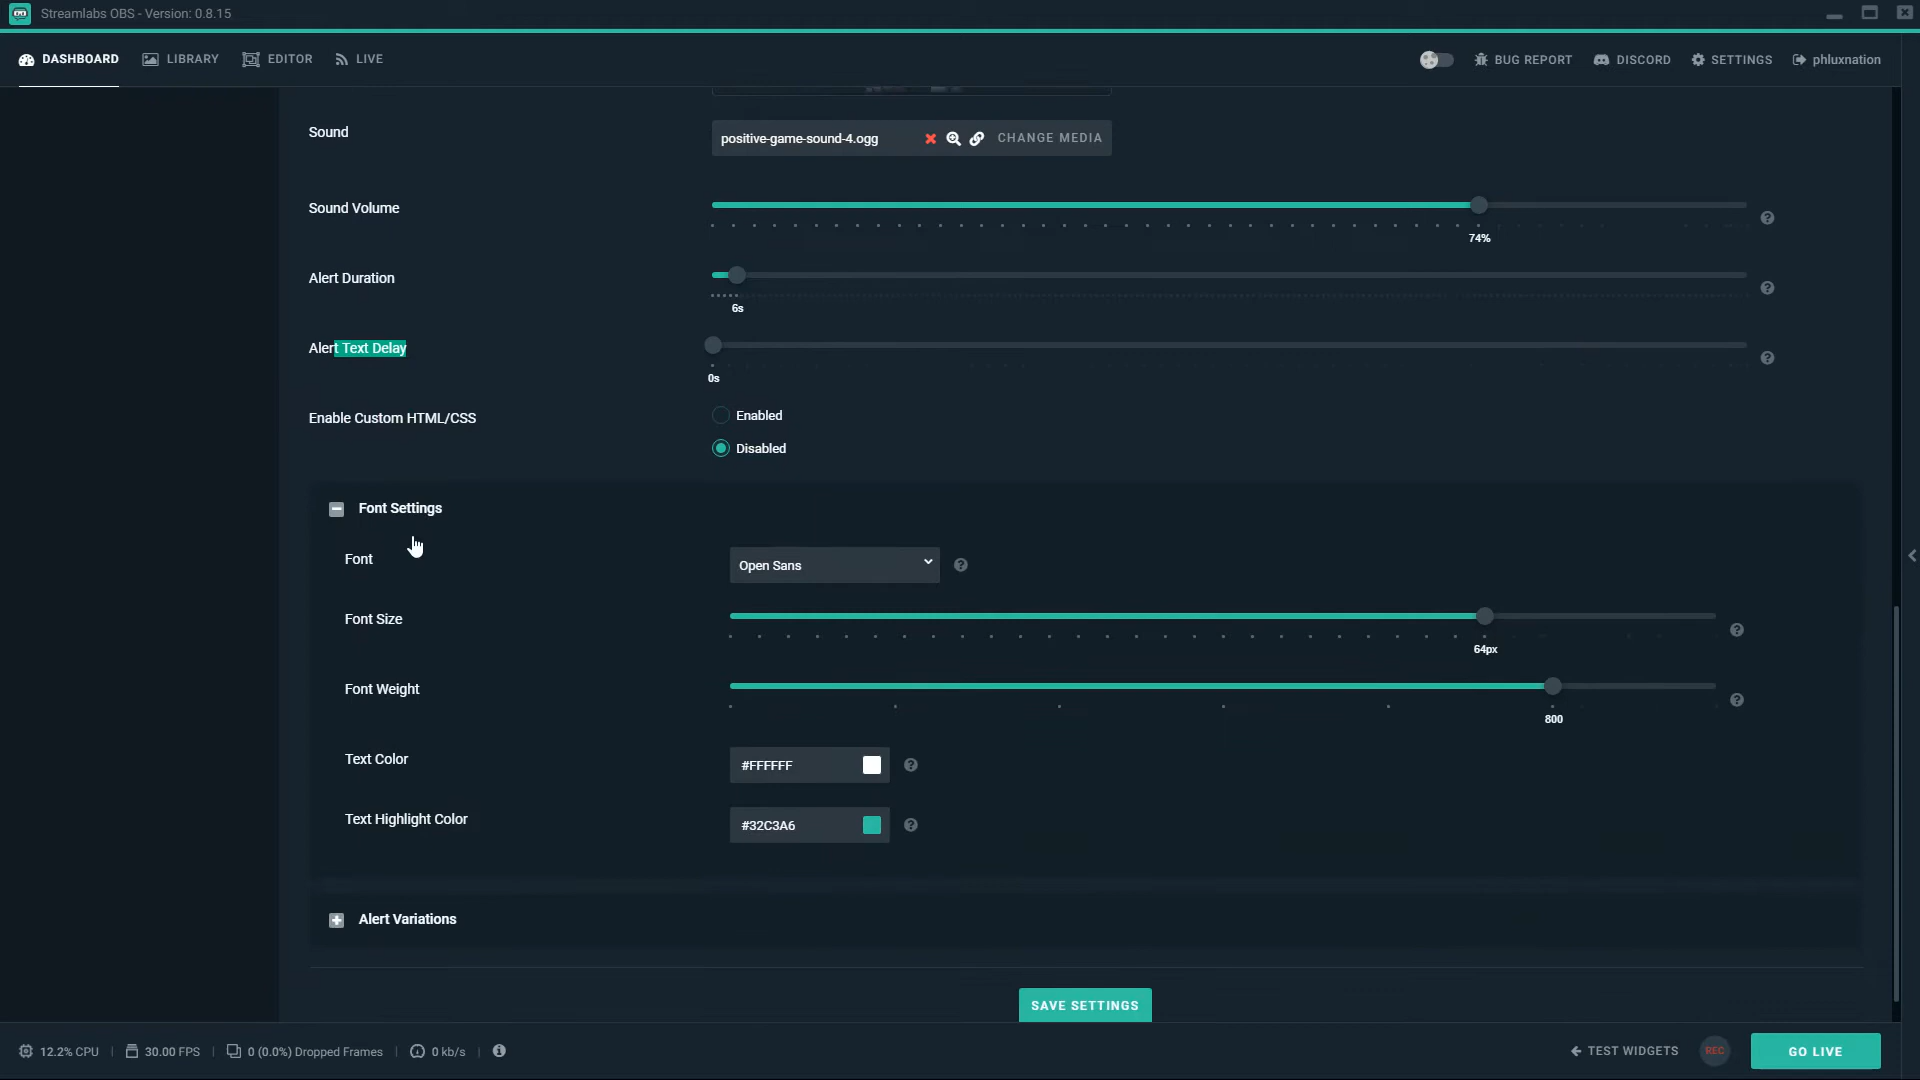 Streamlabs OBS - Version: 0.8.15
DASHBOARD LIBRARY EDITOR LIVE BUG REPORT DISCORD SETTINGS phluxnation
Sound positive-game-sound-4.ogg CHANGE MEDIA
Sound Volume
74%
Alert Duration
6s
Alert Text Delay
0s
Enable Custom HTML/CSS Enabled
Disabled
Font Settings
Font Open Sans
Font Size
64px
Font Weight
800
Text Color #FFFFFF
Text Highlight Color #32C3A6
Alert Variations
SAVE SETTINGS
12.2% CPU | 30.00 FPS | 0 (0.0%) Dropped Frames | 0 kb/s | TEST WIDGETS REC GO LIVE